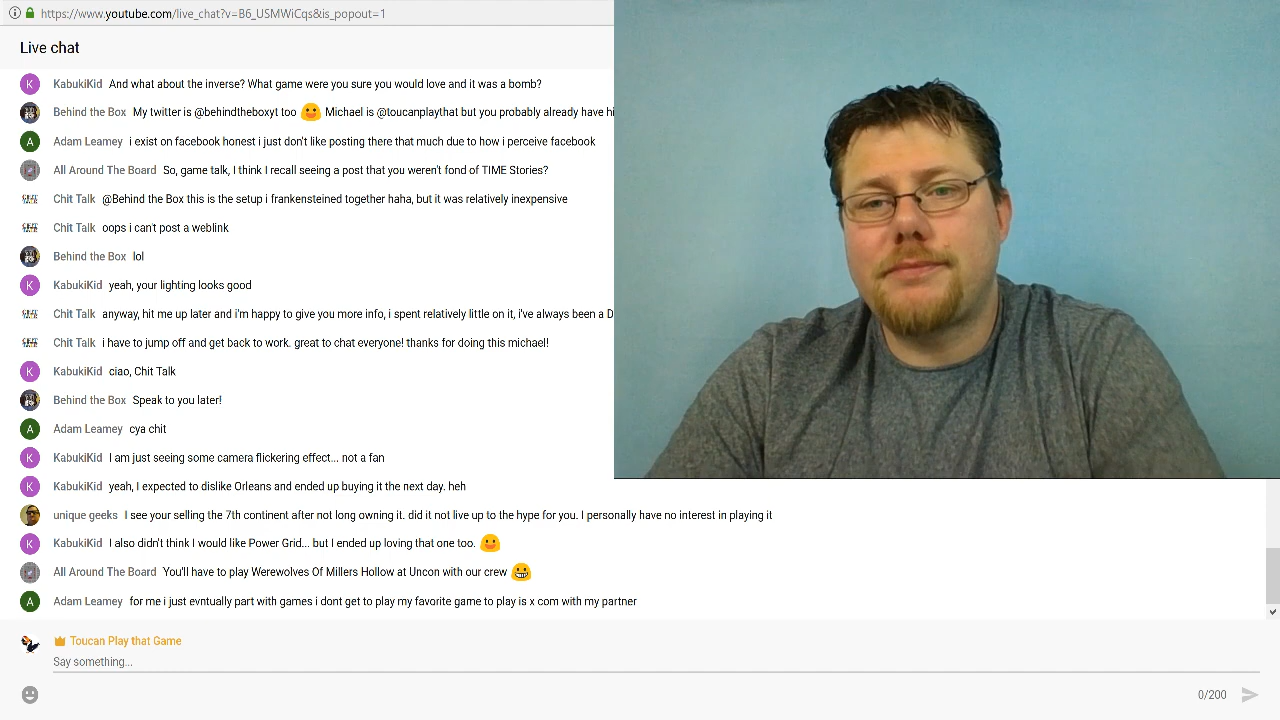 https://www.youtube.com/live_chat?v=B6_USMWiCqs&is_popout=1
Live chat
K KabukiKid And what about the inverse? What game were you sure you would love and it was a bomb?
Behind the Box My twitter is @behindtheboxyt too 😃 Michael is @toucanplaythat but you probably already have hi
A Adam Leamey i exist on facebook honest i just don't like posting there that much due to how i perceive facebook
All Around The Board So, game talk, I think I recall seeing a post that you weren't fond of TIME Stories?
Chit Talk @Behind the Box this is the setup i frankensteined together haha, but it was relatively inexpensive
Chit Talk oops i can't post a weblink
Behind the Box lol
K KabukiKid yeah, your lighting looks good
Chit Talk anyway, hit me up later and i'm happy to give you more info, i spent relatively little on it, i've always been a D
Chit Talk i have to jump off and get back to work. great to chat everyone! thanks for doing this michael!
K KabukiKid ciao, Chit Talk
Behind the Box Speak to you later!
A Adam Leamey cya chit
K KabukiKid I am just seeing some camera flickering effect... not a fan
K KabukiKid yeah, I expected to dislike Orleans and ended up buying it the next day. heh
unique geeks I see your selling the 7th continent after not long owning it. did it not live up to the hype for you. I personally have no interest in playing it
K KabukiKid I also didn't think I would like Power Grid... but I ended up loving that one too. 😃
All Around The Board You'll have to play Werewolves Of Millers Hollow at Uncon with our crew 😁
A Adam Leamey for me i just evntually part with games i dont get to play my favorite game to play is x com with my partner
Toucan Play that Game
Say something...
0/200